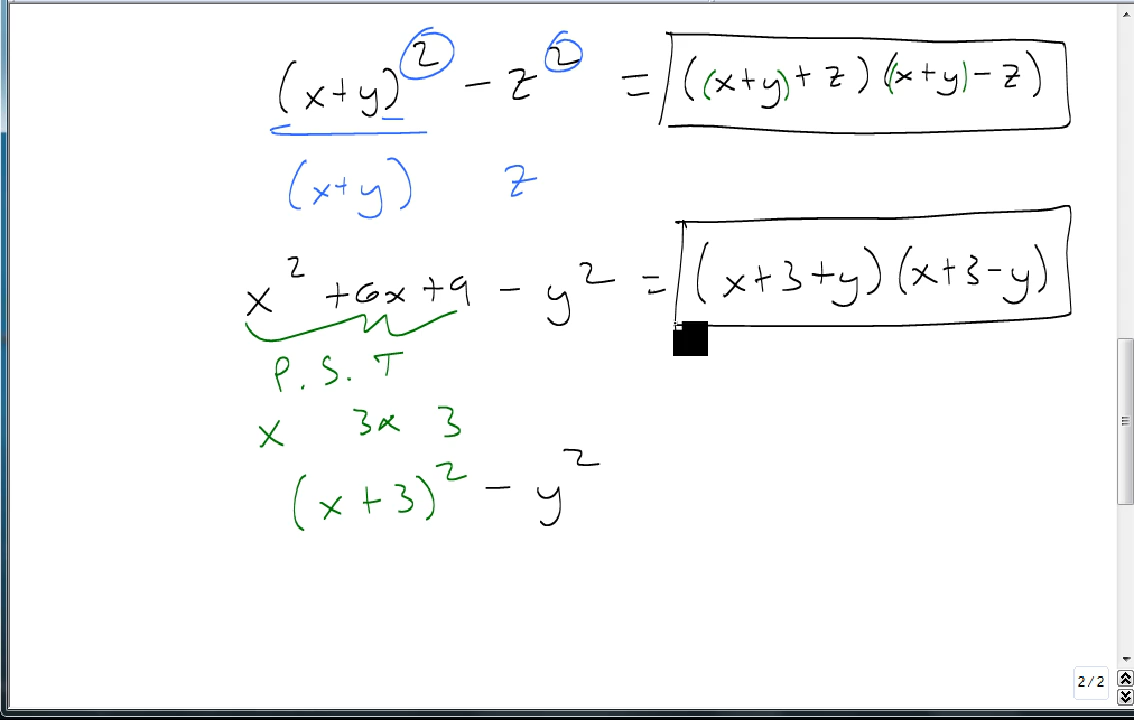 (x+y)² - z² = ((x+y)+z)(x+y)-z)
(x+y) z
x² +6x+9 - y² = (x+3+y)(x+3-y)
P. S. T
x 3x 3
(x+3)² - y²
2/2